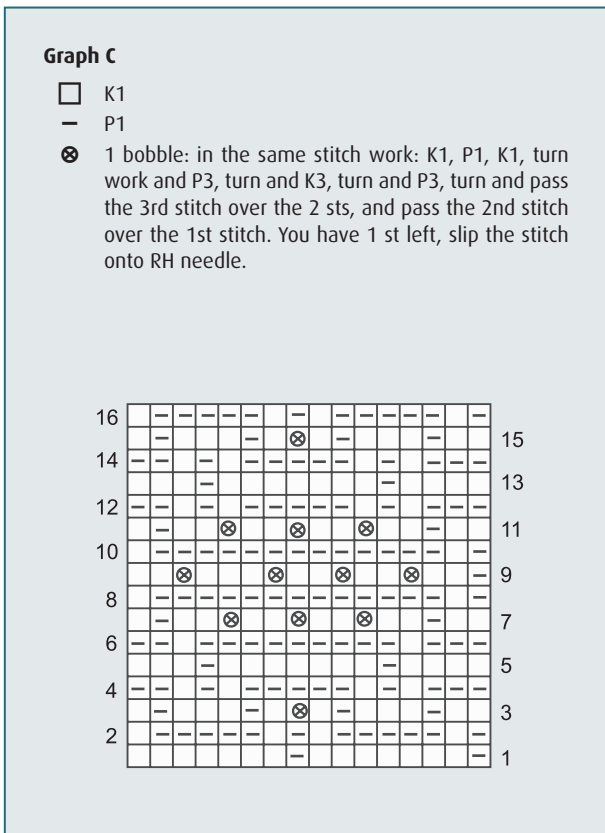 Graph C
K1
– P1
⊗ 1 bobble: in the same stitch work: K1, P1, K1, turn
work and P3, turn and K3, turn and P3, turn and pass
the 3rd stitch over the 2 sts, and pass the 2nd stitch
over the 1st stitch. You have 1 st left, slip the stitch
onto RH needle.
16
15
14
13
12
11
10
9
8
7
6
5
4
3
2
1